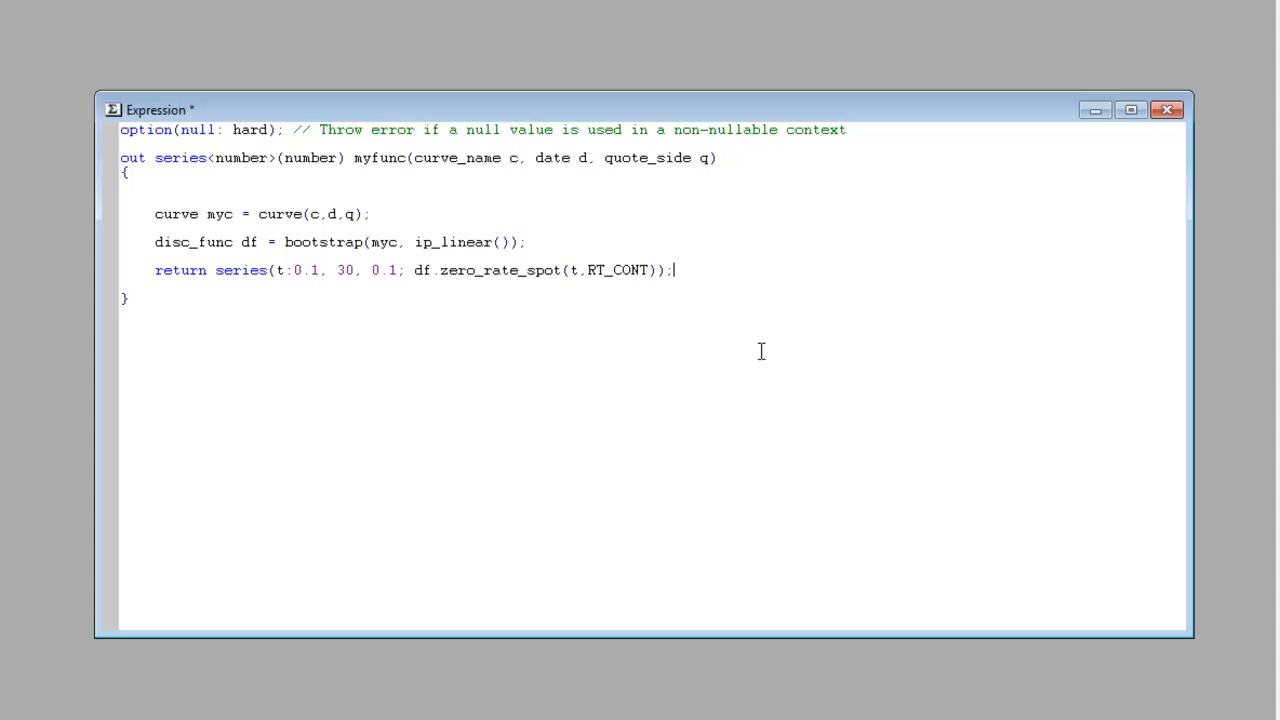 Expression *
option(null: hard); // Throw error if a null value is used in a non-nullable context
out series<number>(number) myfunc(curve_name c, date d, quote_side q)
{
curve myc = curve(c,d,q);
disc_func df = bootstrap(myc, ip_linear());
return series(t:0.1, 30, 0.1; df.zero_rate_spot(t,RT_CONT));
}